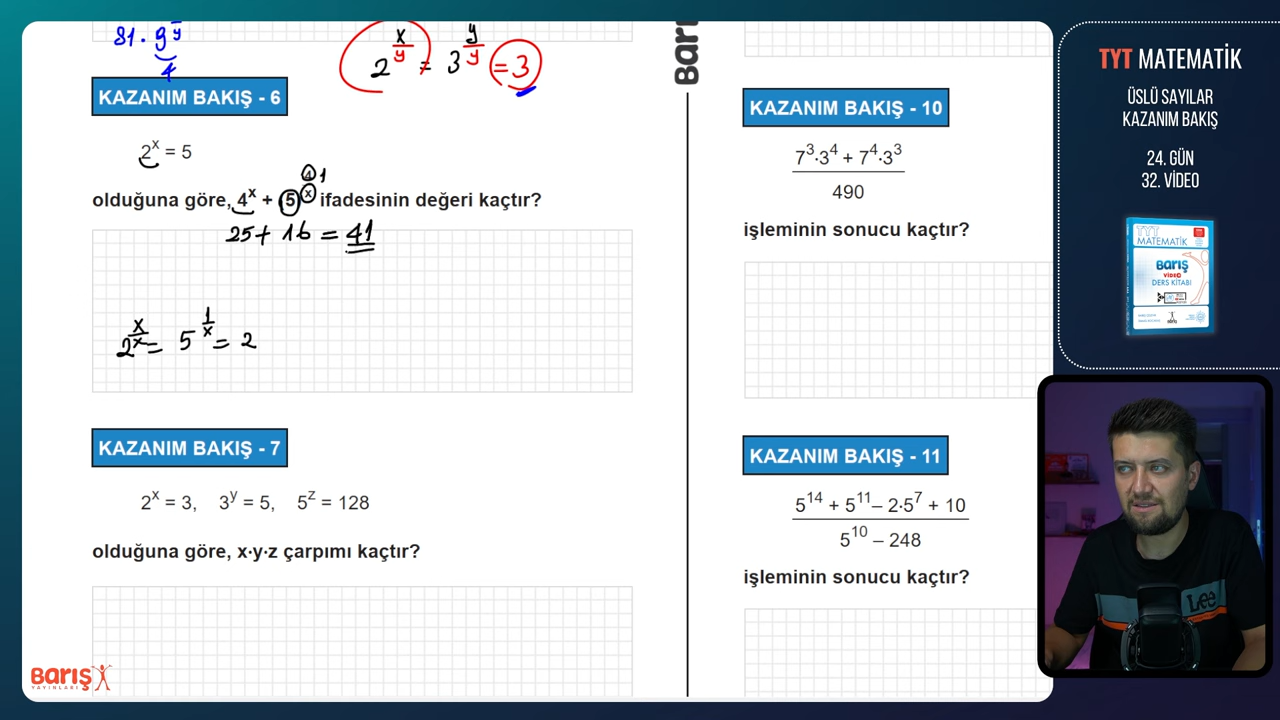 81 · 9
4
2^(x/y) = 3^(y/y) = 3
KAZANIM BAKIŞ - 6
2^x = 5
olduğuna göre, 4^x + 5^(4/x) ifadesinin değeri kaçtır?
1
25 + 16 = 41
2^(x/x) = 5^(1/x) = 2
KAZANIM BAKIŞ - 7
2^x = 3, 3^y = 5, 5^z = 128
olduğuna göre, x·y·z çarpımı kaçtır?
BARIŞ
YAYINLARI
Barı
KAZANIM BAKIŞ - 10
7^3·3^4 + 7^4·3^3
490
işleminin sonucu kaçtır?
KAZANIM BAKIŞ - 11
5^14 + 5^11 – 2·5^7 + 10
5^10 – 248
işleminin sonucu kaçtır?
TYT MATEMATİK
ÜSLÜ SAYILAR
KAZANIM BAKIŞ
24. GÜN
32. VİDEO
TYT
MATEMATİK
BARIŞ
VİDEO
DERS KİTABI
Lee